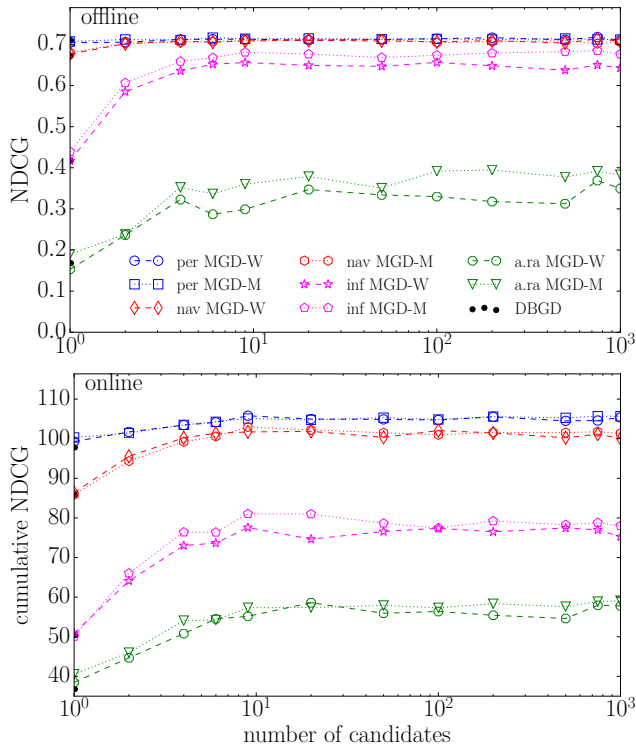 offline
0.7
0.6
0.5
0.4
0.3
0.2
0.1
0.0
NDCG
per MGD-W
per MGD-M
nav MGD-W
nav MGD-M
inf MGD-W
inf MGD-M
a.ra MGD-W
a.ra MGD-M
DBGD
10^0 10^1 10^2 10^3
online
110
100
90
80
70
60
50
40
cumulative NDCG
10^0 10^1 10^2 10^3
number of candidates